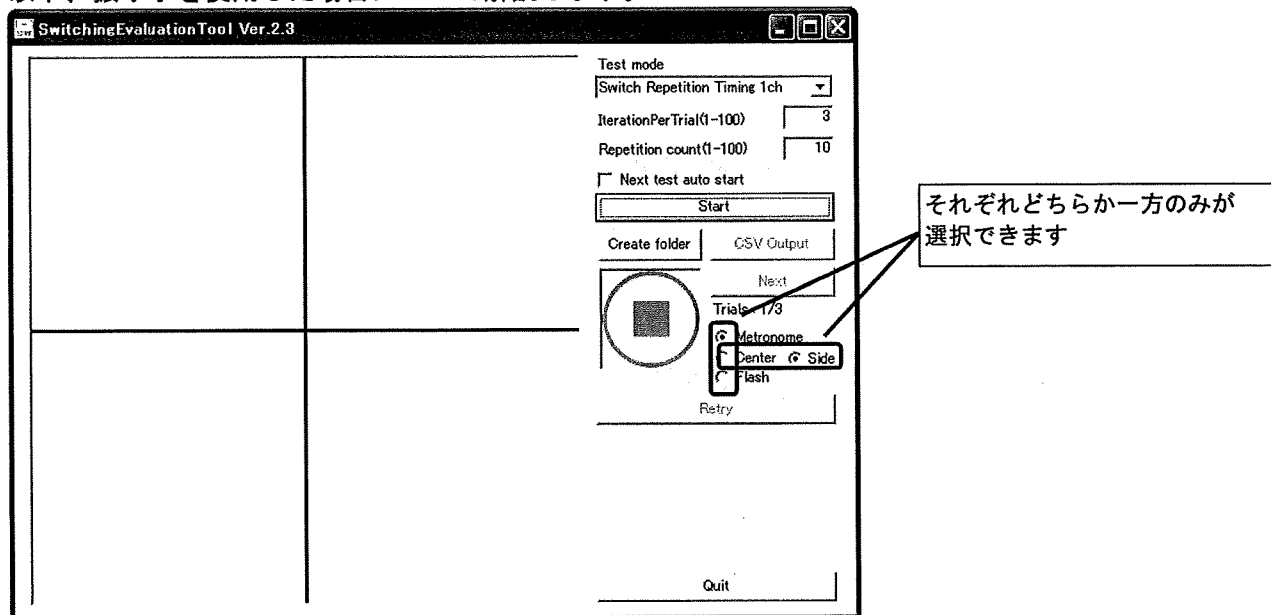 SwitchingEvaluationTool Ver.2.3
Test mode
Switch Repetition Timing 1ch
IterationPerTrial(1-100) 3
Repetition count(1-100) 10
Next test auto start
Start
Create folder CSV Output
Next
Trials: 1/3
Metronome
Center Side
Flash
Retry
Quit
それぞれどちらか一方のみが
選択できます